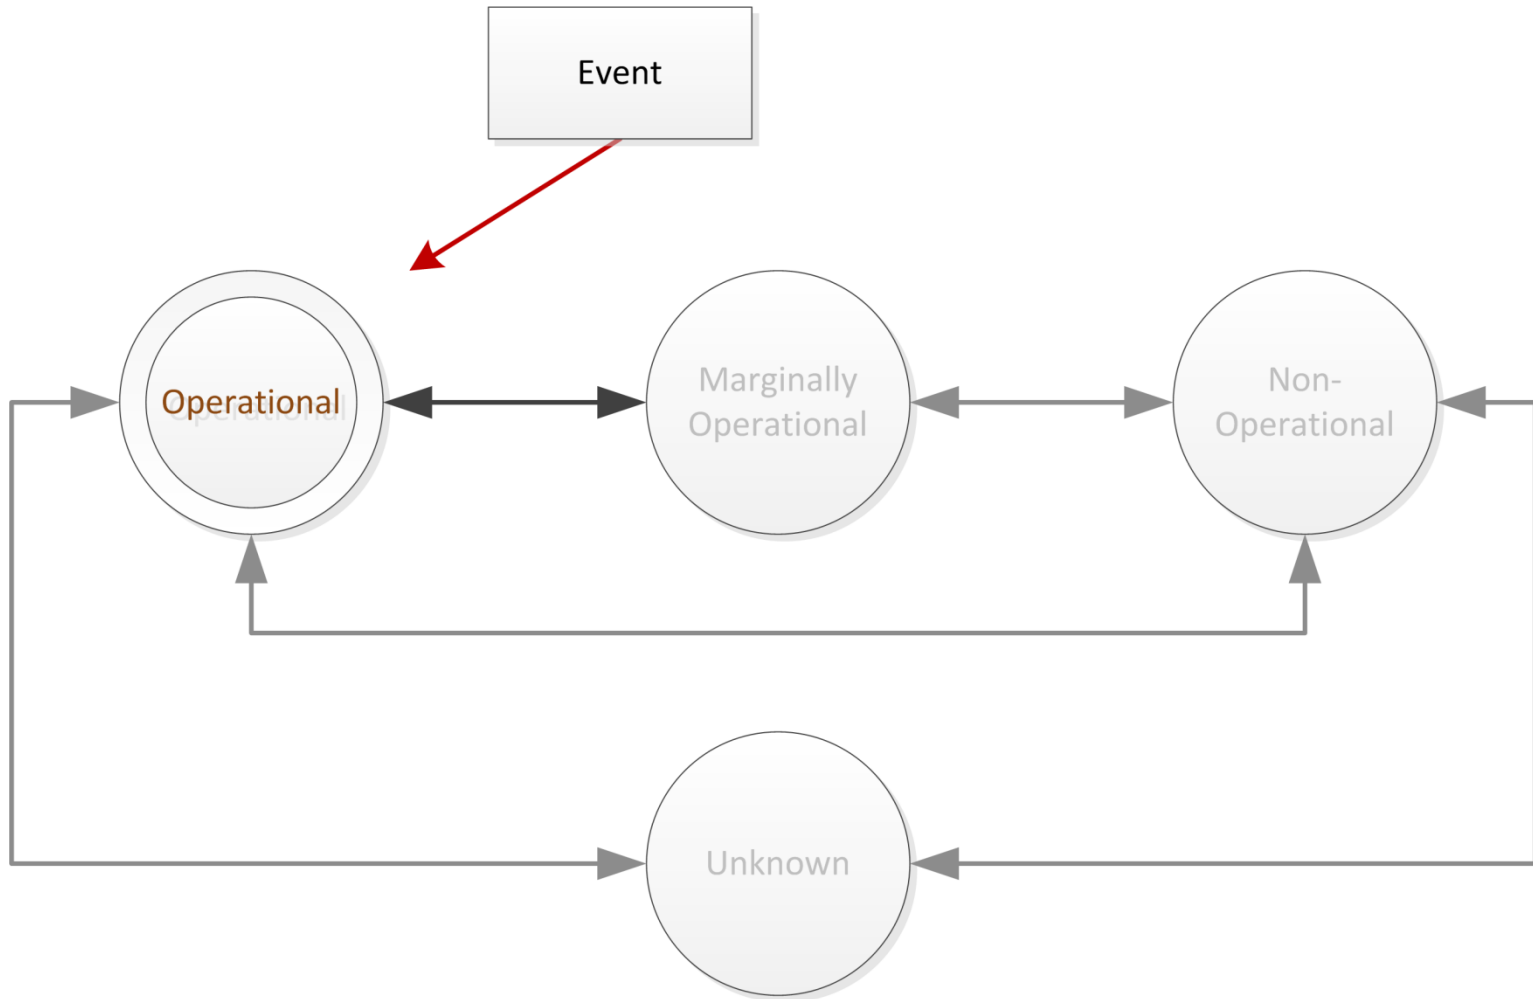 Event
Operational
Marginally
Operational
Non-
Operational
Unknown